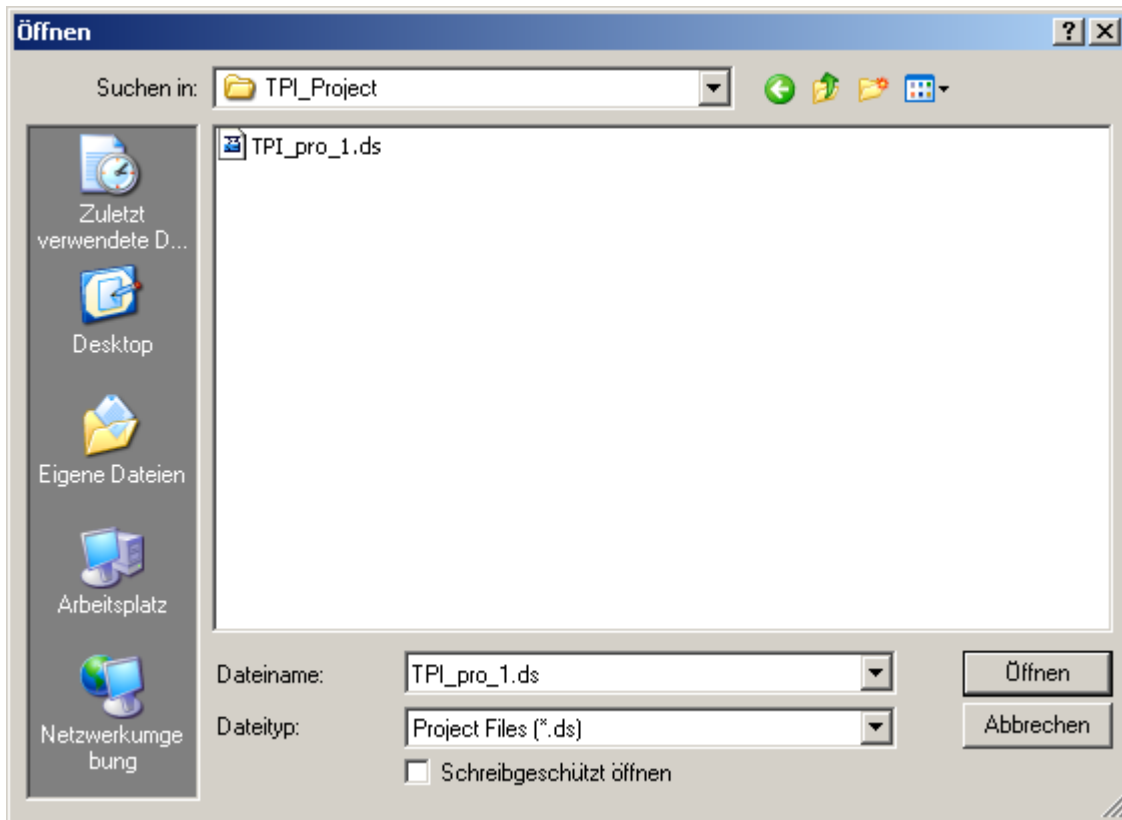 Öffnen
Suchen in: TPI_Project
TPI_pro_1.ds
Zuletzt
verwendete D...
Desktop
Eigene Dateien
Arbeitsplatz
Netzwerkumge
bung
Dateiname: TPI_pro_1.ds Öffnen
Dateityp: Project Files (*.ds) Abbrechen
Schreibgeschützt öffnen